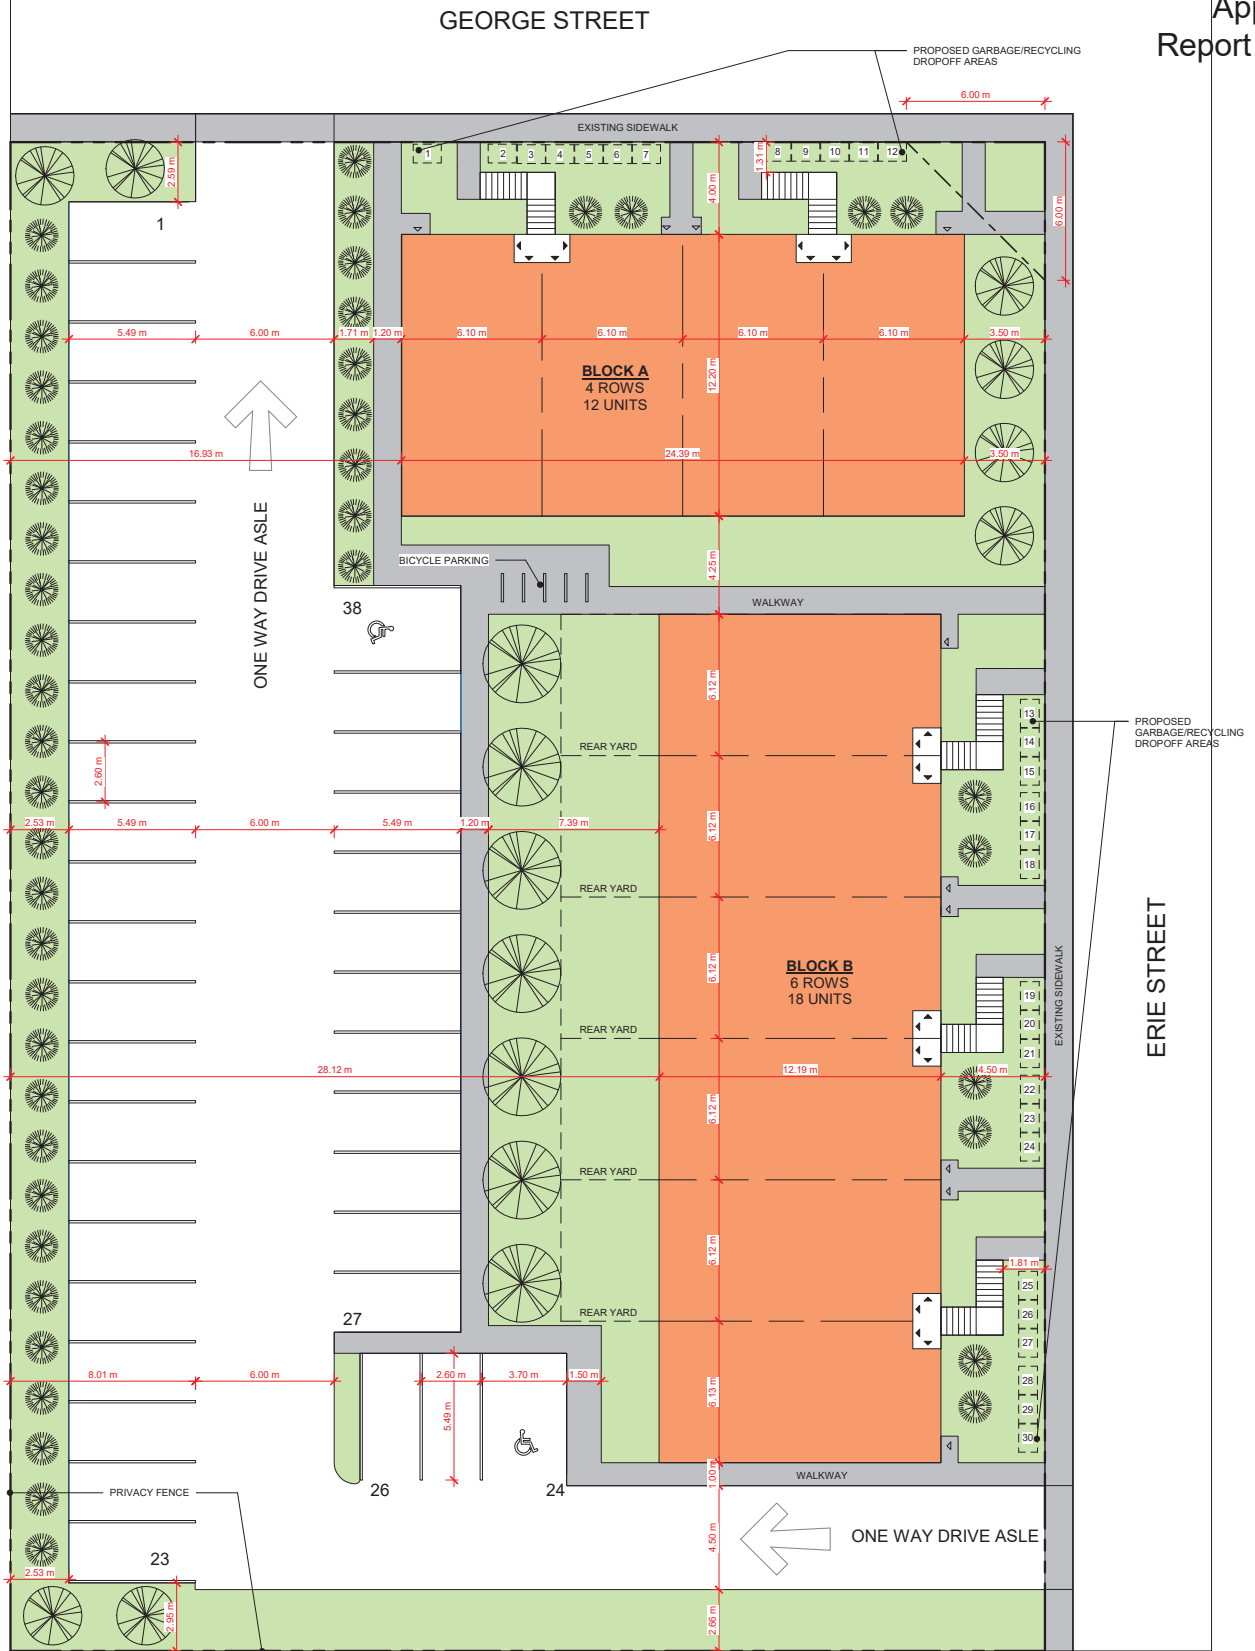 GEORGE STREET
App
Report
PROPOSED GARBAGE/RECYCLING
DROPOFF AREAS
6.00 m
EXISTING SIDEWALK
2.59 m
1
2
3
4
5
6
7
8
9
10
11
12
1.31 m
4.00 m
6.00 m
1
5.49 m
6.00 m
1.71 m
1.20 m
6.10 m
6.10 m
6.10 m
6.10 m
3.50 m
BLOCK A
4 ROWS
12 UNITS
12.20 m
16.93 m
24.39 m
3.50 m
ONE WAY DRIVE ASLE
BICYCLE PARKING
4.25 m
38
WALKWAY
6.12 m
13
14
15
16
17
18
PROPOSED
GARBAGE/RECYCLING
DROPOFF AREAS
REAR YARD
2.60 m
2.53 m
5.49 m
6.00 m
5.49 m
1.20 m
7.39 m
6.12 m
REAR YARD
BLOCK B
6 ROWS
18 UNITS
6.12 m
EXISTING SIDEWALK
ERIE STREET
19
20
21
22
23
24
REAR YARD
28.12 m
12.19 m
4.50 m
6.12 m
REAR YARD
6.12 m
1.81 m
25
26
27
28
29
30
REAR YARD
27
8.01 m
6.00 m
2.60 m
3.70 m
1.50 m
5.49 m
6.13 m
26
24
WALKWAY
1.00 m
PRIVACY FENCE
4.50 m
ONE WAY DRIVE ASLE
23
2.53 m
2.95 m
2.66 m